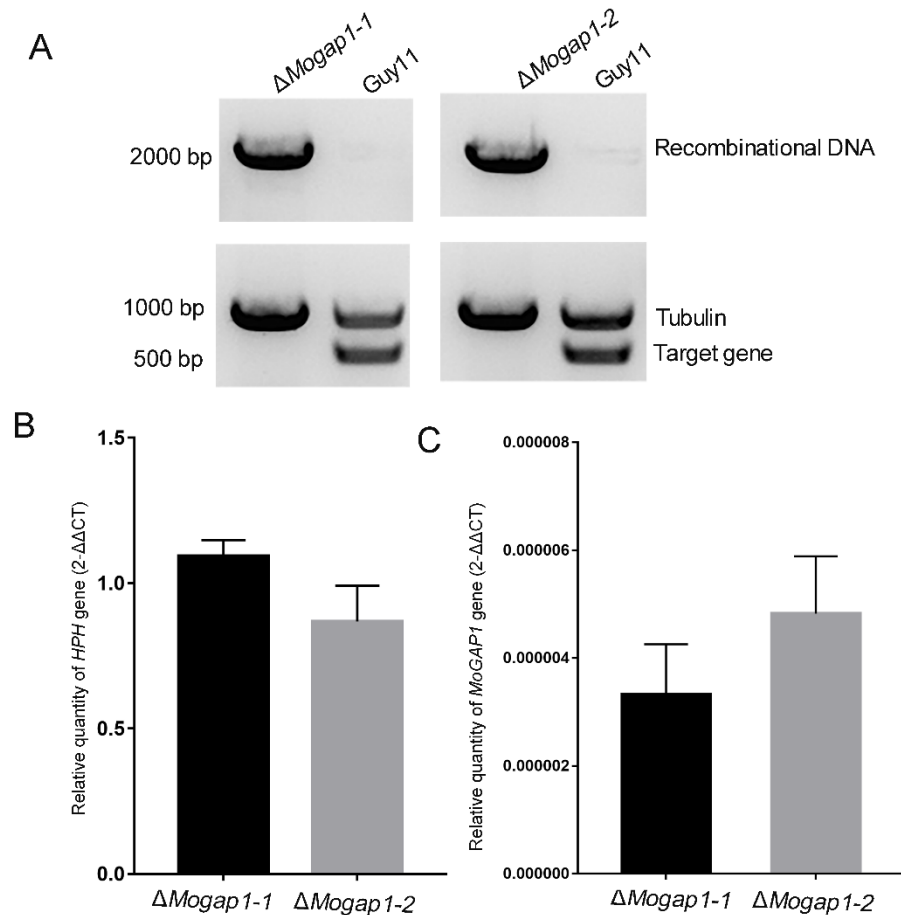 A
ΔMogap1-1
Guy11
ΔMogap1-2
Guy11
2000 bp
Recombinational DNA
1000 bp
Tubulin
500 bp
Target gene
B
Relative quantity of HPH gene (2-ΔΔCT)
1.5
1.0
0.5
0.0
ΔMogap1-1
ΔMogap1-2
C
Relative quantity of MoGAP1 gene (2-ΔΔCT)
0.000008
0.000006
0.000004
0.000002
0.000000
ΔMogap1-1
ΔMogap1-2